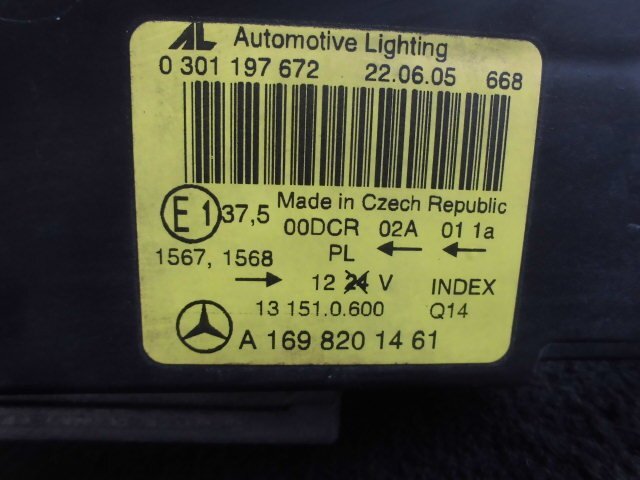 AL Automotive Lighting
0 301 197 672 22.06.05 668
Made in Czech Republic
E1 37,5 00DCR 02A 01 1a
1567, 1568 PL ← ←
→ 12 24 V INDEX
13 151.0.600 Q14
A 169 820 14 61